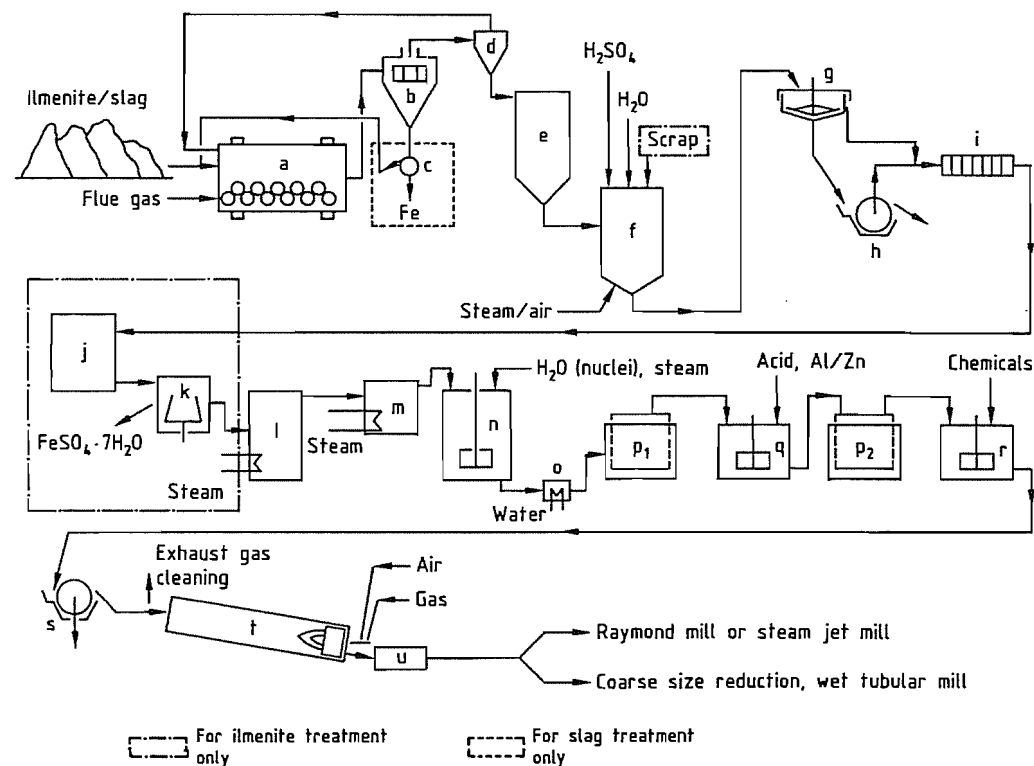 d
H₂SO₄
g
b
H₂O
Ilmenite/slag
Scrap
i
e
a
c
Flue gas
Fe
f
h
Steam/air
j
Acid, Al/Zn
Chemicals
H₂O (nuclei), steam
k
m
n
FeSO₄·7H₂O
l
Steam
o
p₁
q
p₂
r
Steam
Water
Exhaust gas
cleaning
Air
Gas
s
t
u
Raymond mill or steam jet mill
Coarse size reduction, wet tubular mill
For ilmenite treatment
only
For slag treatment
only